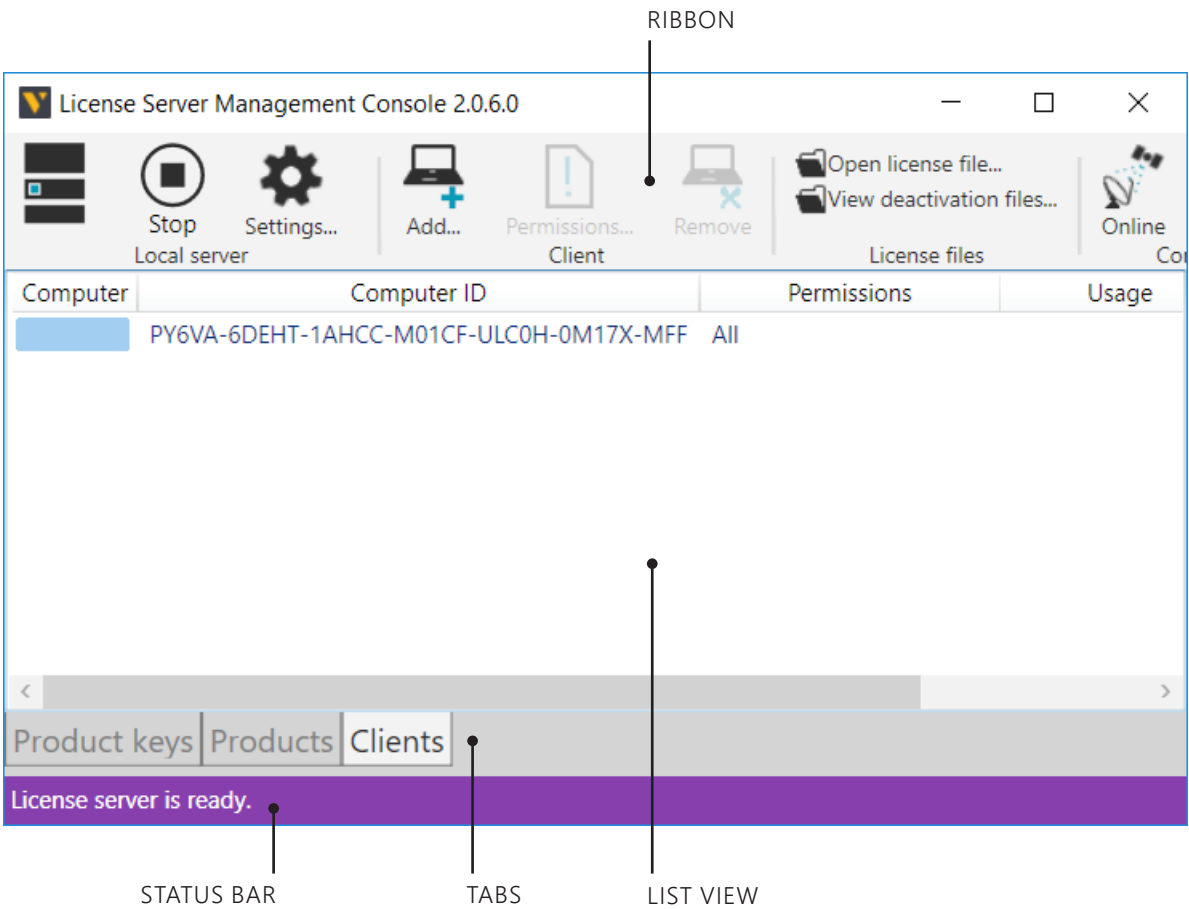 RIBBON
License Server Management Console 2.0.6.0
Open license file...
View deactivation files...
Stop Settings... Add... Permissions... Remove Online
Local server Client License files
Computer Computer ID Permissions Usage
PY6VA-6DEHT-1AHCC-M01CF-ULC0H-0M17X-MFF All
Product keys Products Clients
License server is ready.
STATUS BAR TABS LIST VIEW